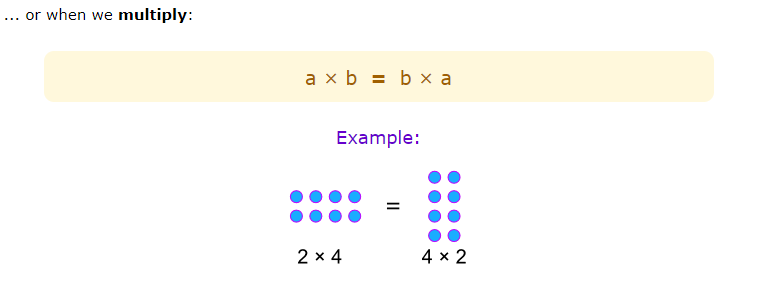 ... or when we multiply:
a × b = b × a
Example:
=
2 × 4
4 × 2